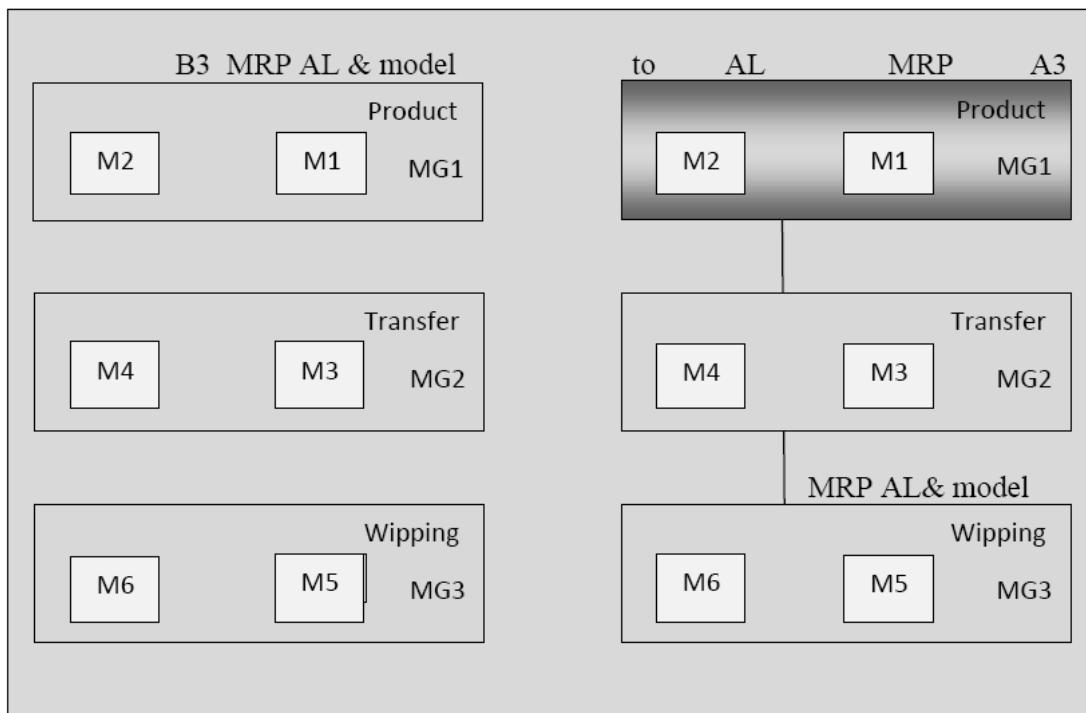 B3 MRP AL & model
Product
M2 M1 MG1
Transfer
M4 M3 MG2
Wipping
M6 M5 MG3
to AL MRP A3
Product
M2 M1 MG1
Transfer
M4 M3 MG2
MRP AL& model
Wipping
M6 M5 MG3